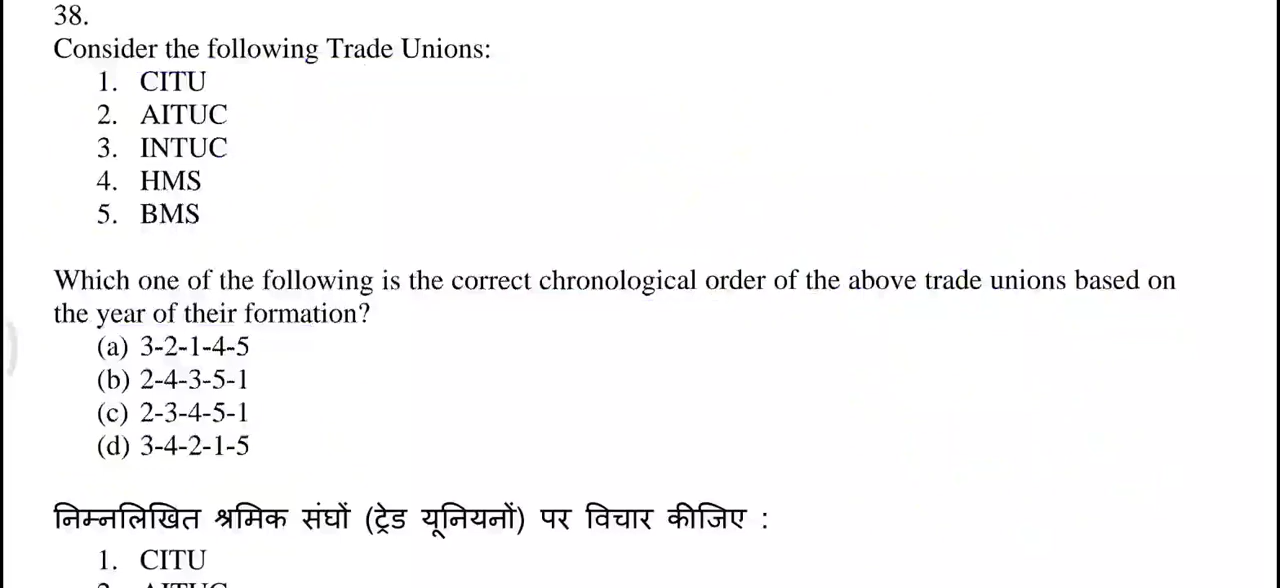 38.
Consider the following Trade Unions:
1. CITU
2. AITUC
3. INTUC
4. HMS
5. BMS
Which one of the following is the correct chronological order of the above trade unions based on
the year of their formation?
(a) 3-2-1-4-5
(b) 2-4-3-5-1
(c) 2-3-4-5-1
(d) 3-4-2-1-5
निम्नलिखित श्रमिक संघों (ट्रेड यूनियनों) पर विचार कीजिए :
1. CITU